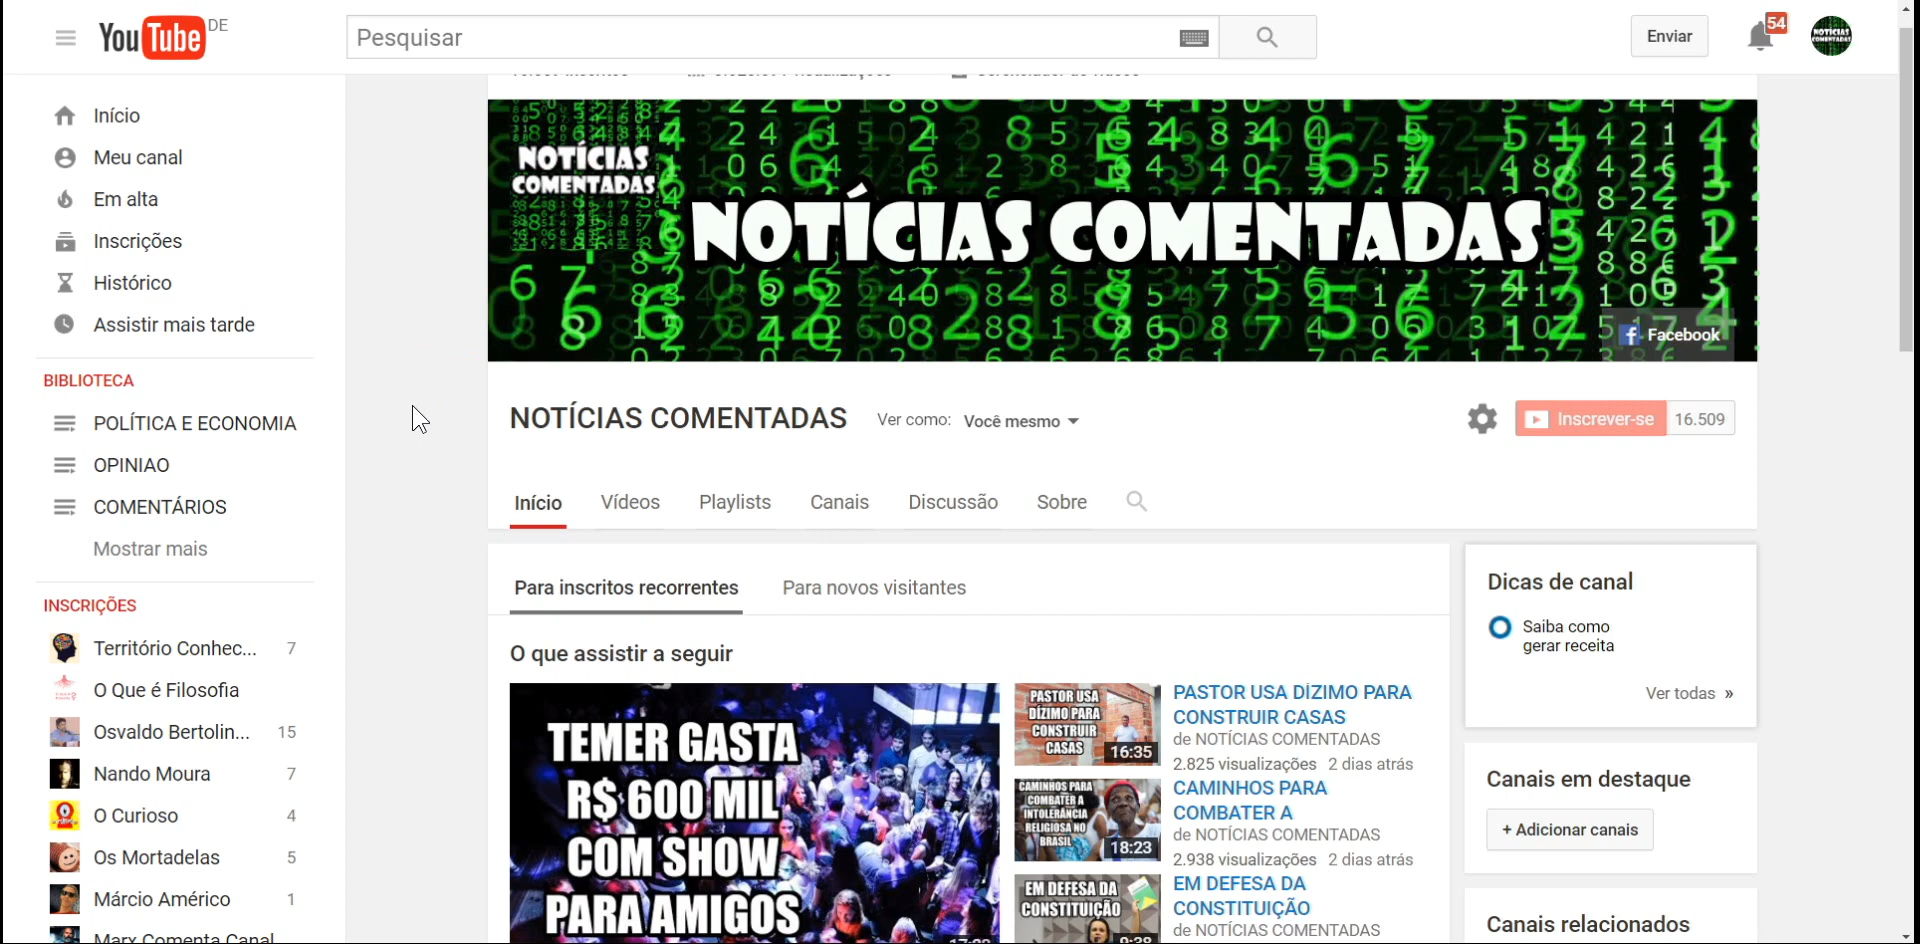 YouTube DE
Pesquisar
Enviar
54
NOTÍCIAS
COMENTADAS
Início
Meu canal
Em alta
Inscrições
Histórico
Assistir mais tarde
BIBLIOTECA
POLÍTICA E ECONOMIA
OPINIAO
COMENTÁRIOS
Mostrar mais
INSCRIÇÕES
Território Conhec... 7
O Que é Filosofia
Osvaldo Bertolin... 15
Nando Moura 7
O Curioso 4
Os Mortadelas 5
Márcio Américo 1
Marx Comenta Canal
NOTÍCIAS
COMENTADAS
NOTÍCIAS COMENTADAS
Facebook
NOTÍCIAS COMENTADAS Ver como: Você mesmo
Inscrever-se 16.509
Início Vídeos Playlists Canais Discussão Sobre
Para inscritos recorrentes Para novos visitantes
O que assistir a seguir
TEMER GASTA
R$ 600 MIL
COM SHOW
PARA AMIGOS
PASTOR USA
DÍZIMO PARA
CONSTRUIR
CASAS
16:35
PASTOR USA DÍZIMO PARA
CONSTRUIR CASAS
de NOTÍCIAS COMENTADAS
2.825 visualizações 2 dias atrás
CAMINHOS PARA
COMBATER A
INTOLERÂNCIA
RELIGIOSA NO
BRASIL
18:23
CAMINHOS PARA
COMBATER A
de NOTÍCIAS COMENTADAS
2.938 visualizações 2 dias atrás
EM DEFESA DA
CONSTITUIÇÃO
EM DEFESA DA
CONSTITUIÇÃO
de NOTÍCIAS COMENTADAS
Dicas de canal
Saiba como
gerar receita
Ver todas »
Canais em destaque
+ Adicionar canais
Canais relacionados